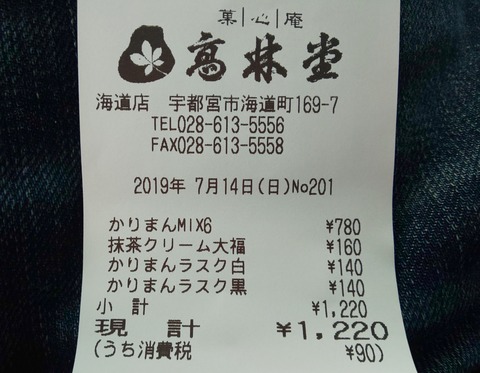 菓心庵
高林堂
海道店 宇都宮市海道町169-7
TEL028-613-5556
FAX028-613-5558
2019年 7月14日(日)No201
かりまんMIX6 ¥780
抹茶クリーム大福 ¥160
かりまんラスク白 ¥140
かりまんラスク黒 ¥140
小 計 ¥1,220
現 計 ¥1,220
(うち消費税 ¥90)